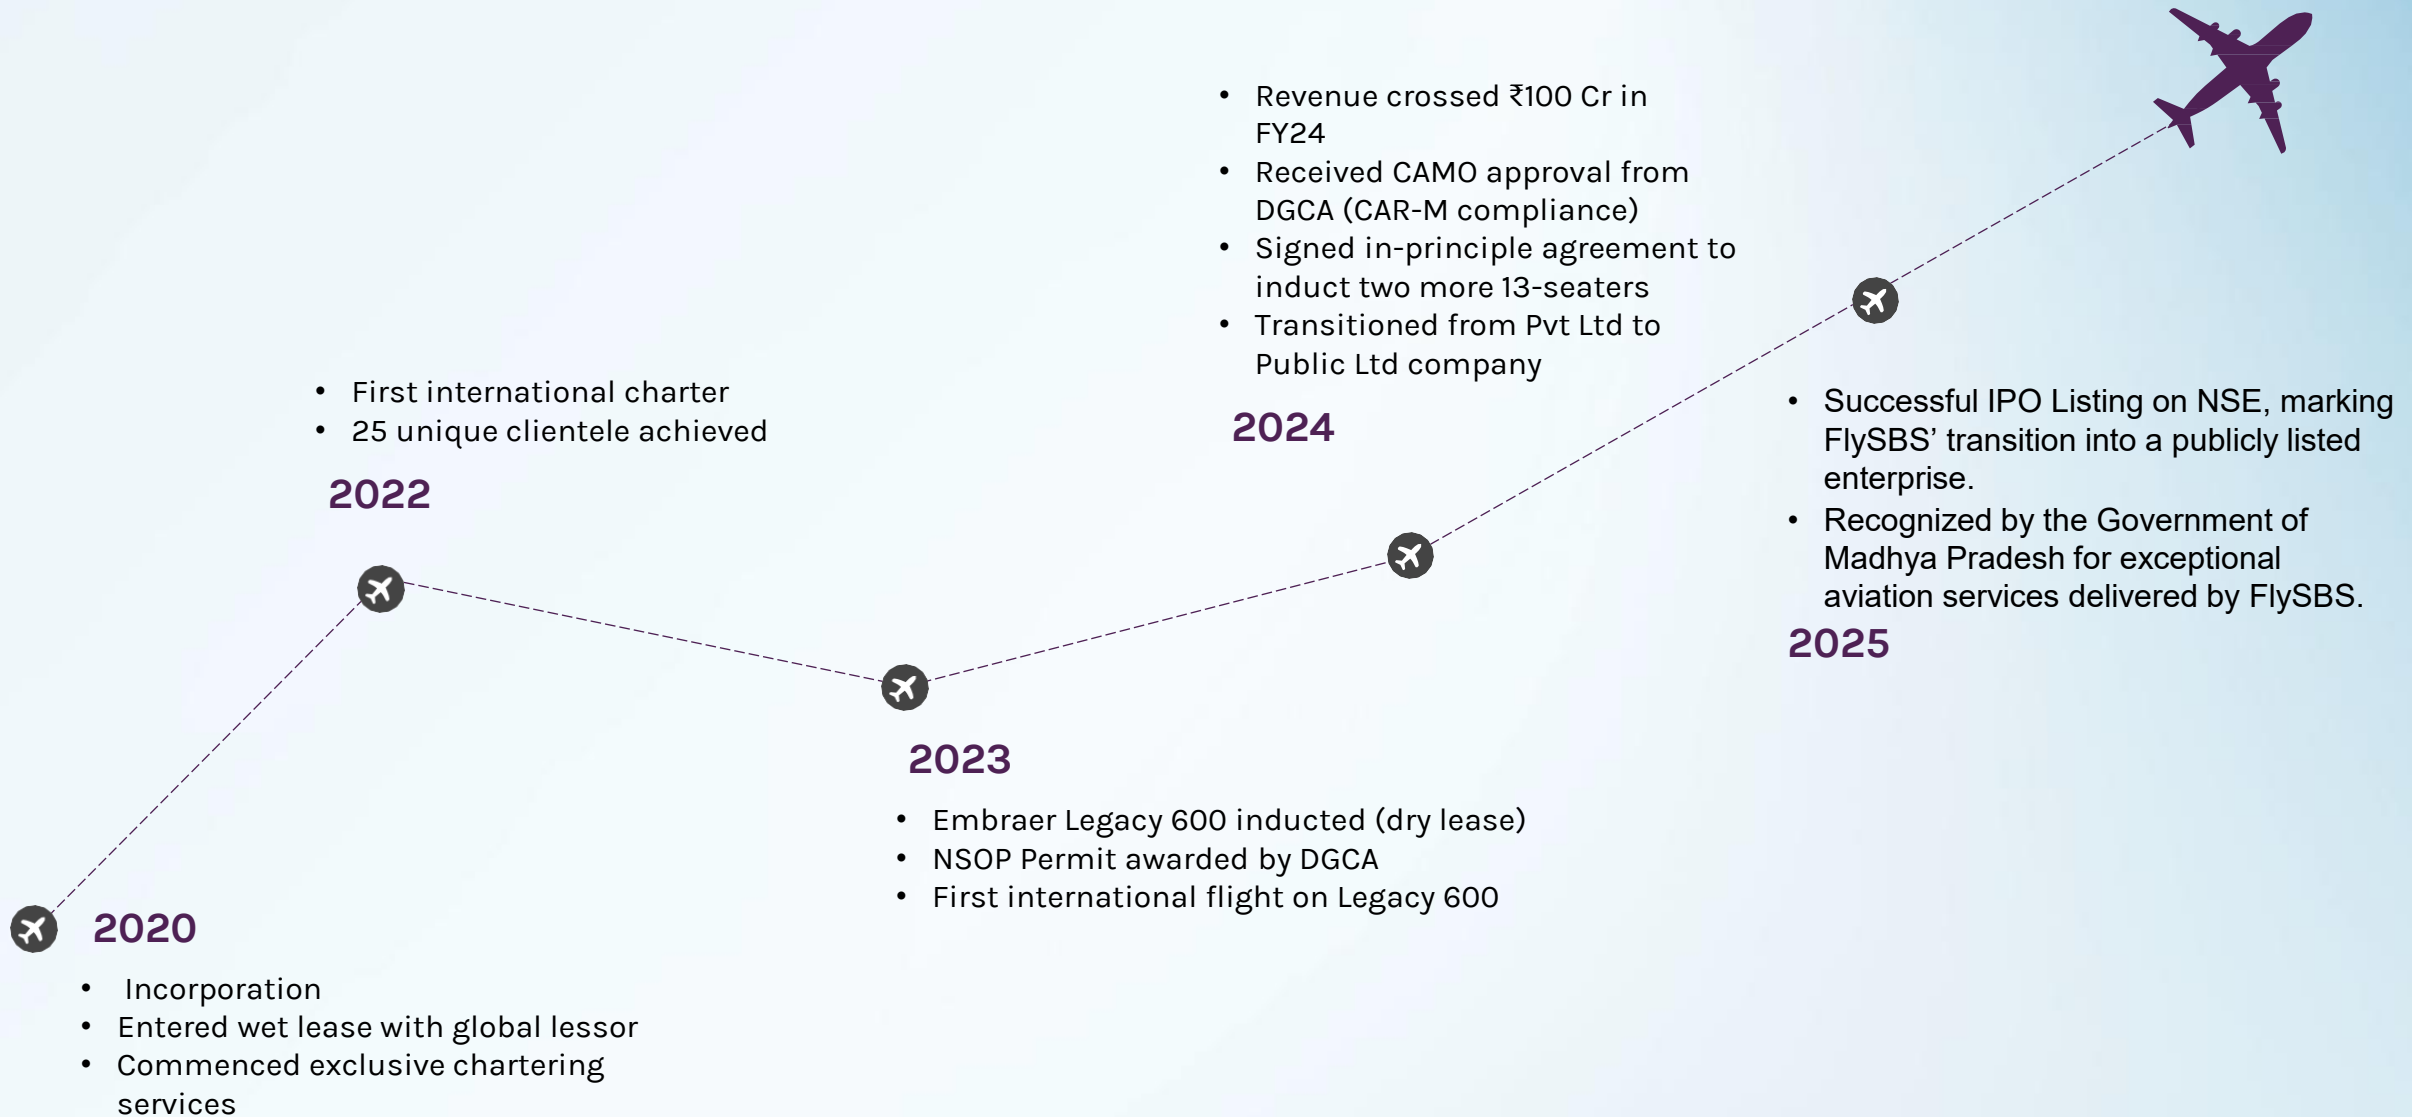 2020
• Incorporation
• Entered wet lease with global lessor
• Commenced exclusive chartering
services
• First international charter
• 25 unique clientele achieved
2022
2023
• Embraer Legacy 600 inducted (dry lease)
• NSOP Permit awarded by DGCA
• First international flight on Legacy 600
• Revenue crossed ₹100 Cr in
FY24
• Received CAMO approval from
DGCA (CAR-M compliance)
• Signed in-principle agreement to
induct two more 13-seaters
• Transitioned from Pvt Ltd to
Public Ltd company
2024
• Successful IPO Listing on NSE, marking
FlySBS’ transition into a publicly listed
enterprise.
• Recognized by the Government of
Madhya Pradesh for exceptional
aviation services delivered by FlySBS.
2025